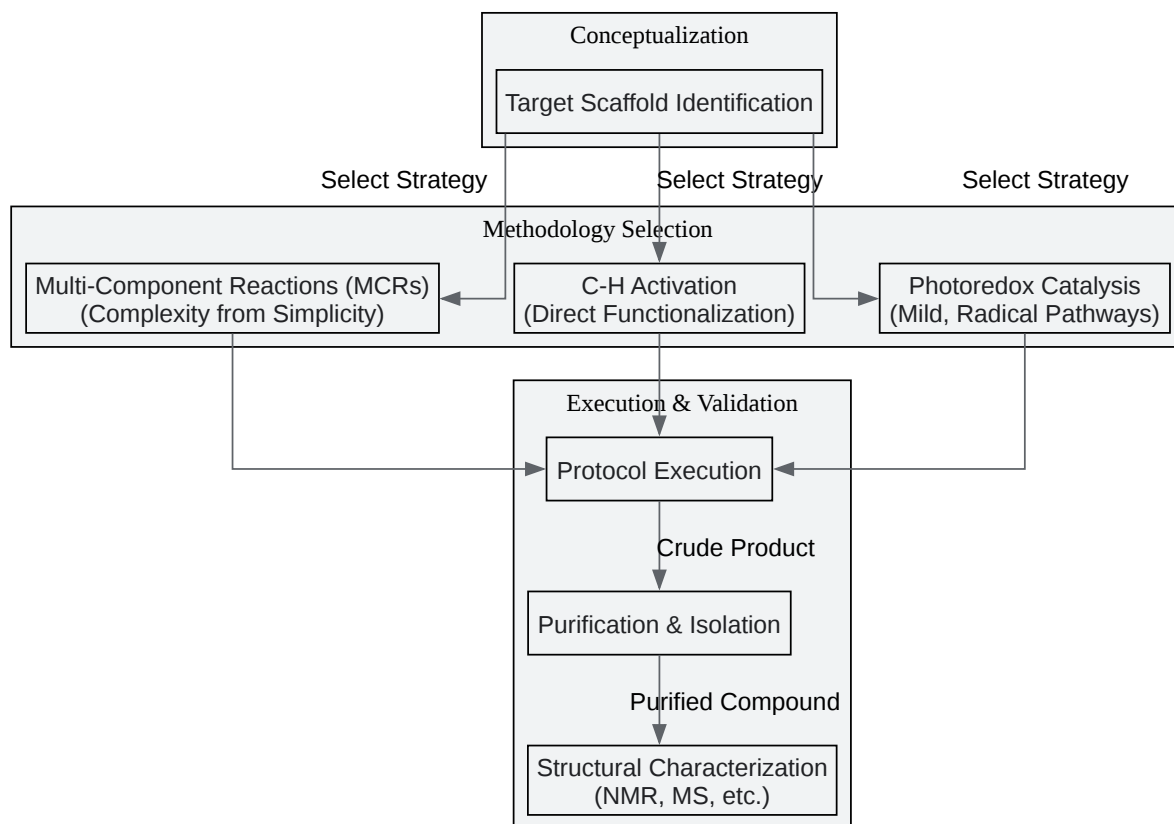 Conceptualization
Target Scaffold Identification
Select Strategy
Select Strategy
Select Strategy
Methodology Selection
Multi-Component Reactions (MCRs)
(Complexity from Simplicity)
C-H Activation
(Direct Functionalization)
Photoredox Catalysis
(Mild, Radical Pathways)
Execution & Validation
Protocol Execution
Crude Product
Purification & Isolation
Purified Compound
Structural Characterization
(NMR, MS, etc.)